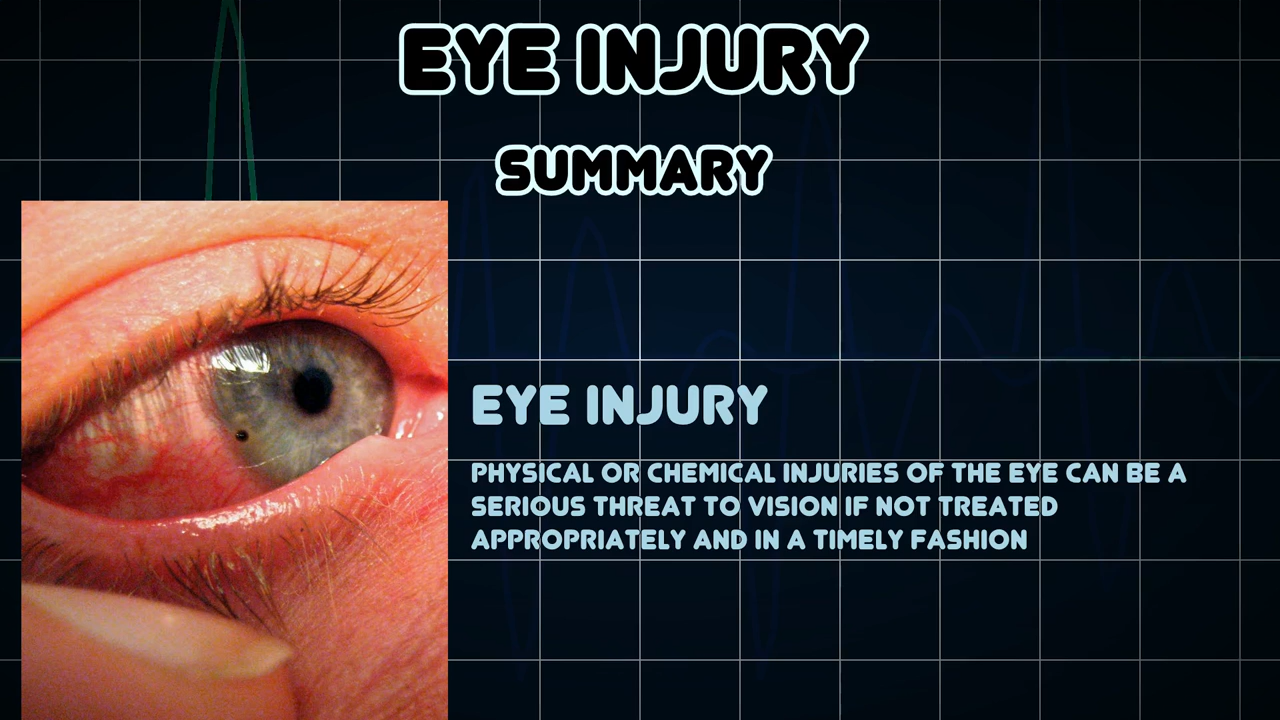 EYE INJURY
SUMMARY
EYE INJURY
PHYSICAL OR CHEMICAL INJURIES OF THE EYE CAN BE A
SERIOUS THREAT TO VISION IF NOT TREATED
APPROPRIATELY AND IN A TIMELY FASHION